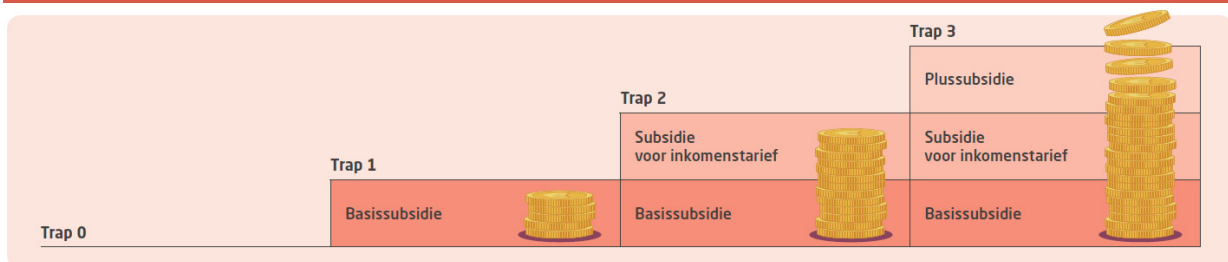 Trap 3
Plussubsidie
Trap 2
Subsidie
voor inkomenstarief
Subsidie
voor inkomenstarief
Trap 1
Basissubsidie
Basissubsidie
Basissubsidie
Trap 0